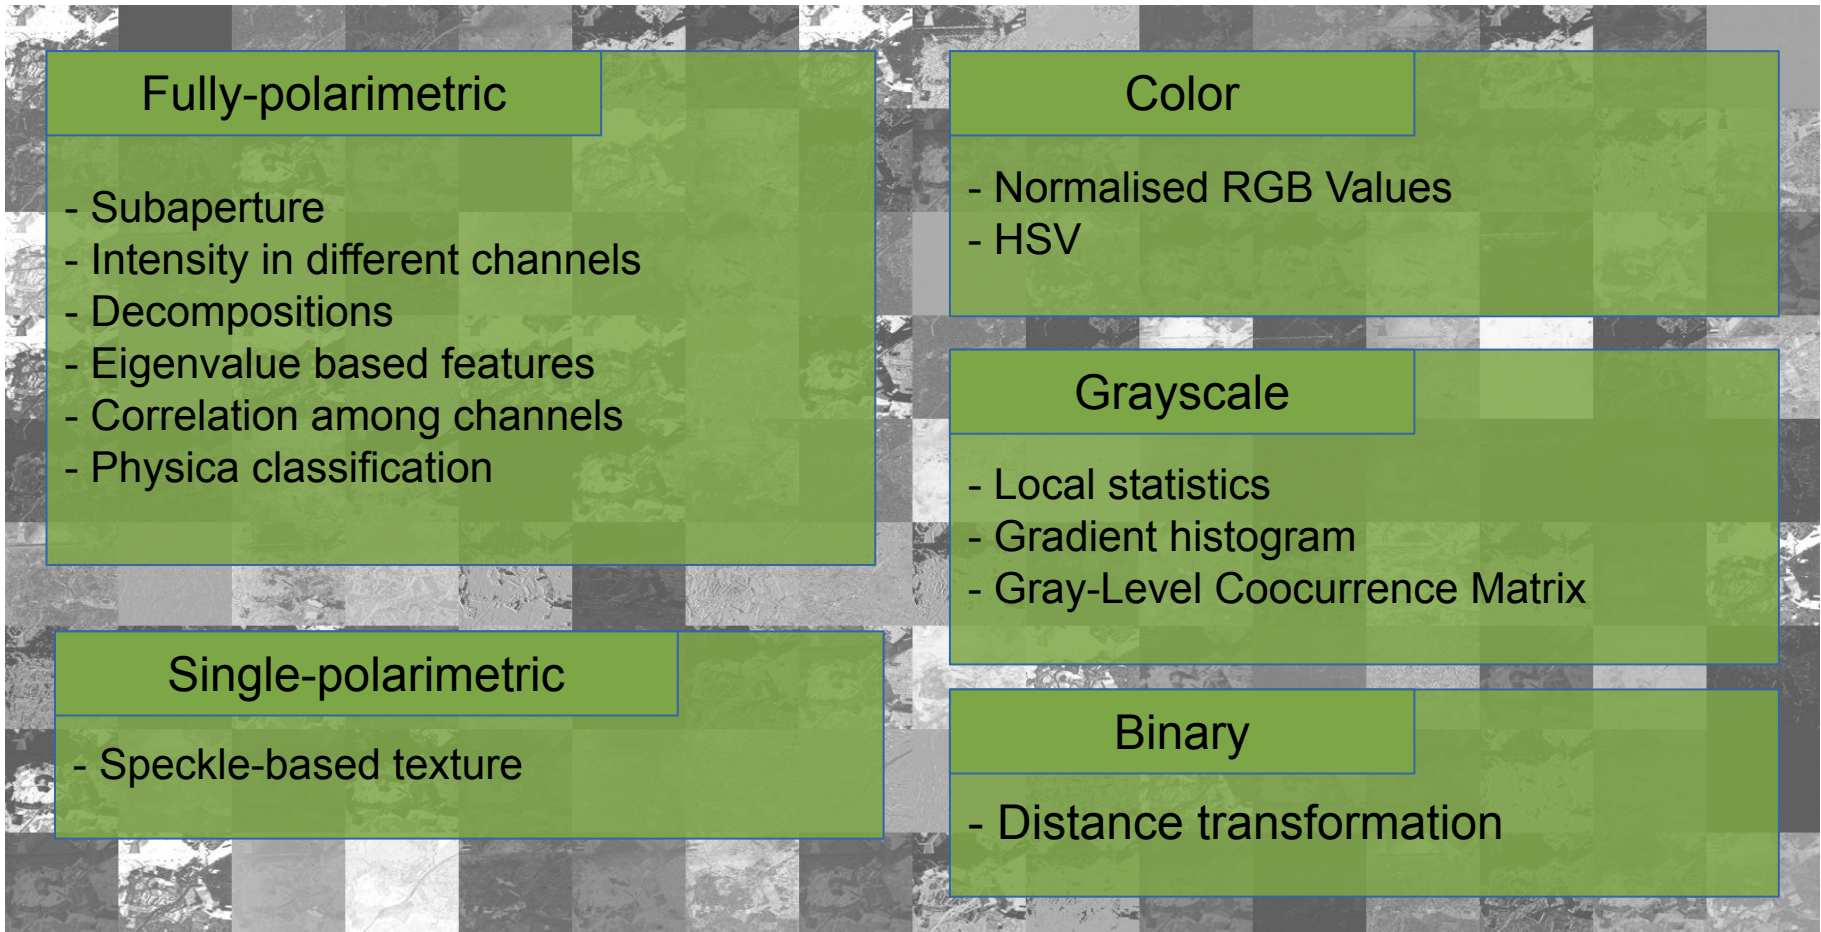 Fully-polarimetric
- Subaperture
- Intensity in different channels
- Decompositions
- Eigenvalue based features
- Correlation among channels
- Physica classification
Single-polarimetric
- Speckle-based texture
Color
- Normalised RGB Values
- HSV
Grayscale
- Local statistics
- Gradient histogram
- Gray-Level Coocurrence Matrix
Binary
- Distance transformation